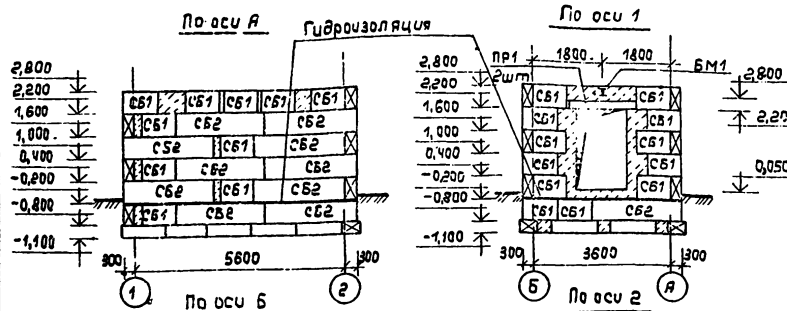 По оси А
Гидроизоляция
По оси 1
2,800
2,200
1,600
1,000
0,400
-0,200
-0,800
-1,100
СБ1 СБ1 СБ1 СБ1 СБ1
СБ1 СБ2 СБ2
СБ2 СБ1 СБ2
СБ1 СБ2 СБ2
СБ2 СБ1 СБ2
СБ1 СБ2 СБ2
300 5600 300
1 2
По оси Б
1800 1800
ПР1
2шт
БМ1
2,800
2,200
1,600
1,000
0,400
-0,200
-0,800
-1,100
СБ1 СБ1
СБ1 СБ1
СБ1 СБ1
СБ1 СБ1
СБ1 СБ1
СБ1 СБ1 СБ2
2,800
2,20
0,050
300 3600 300
Б А
По оси 2